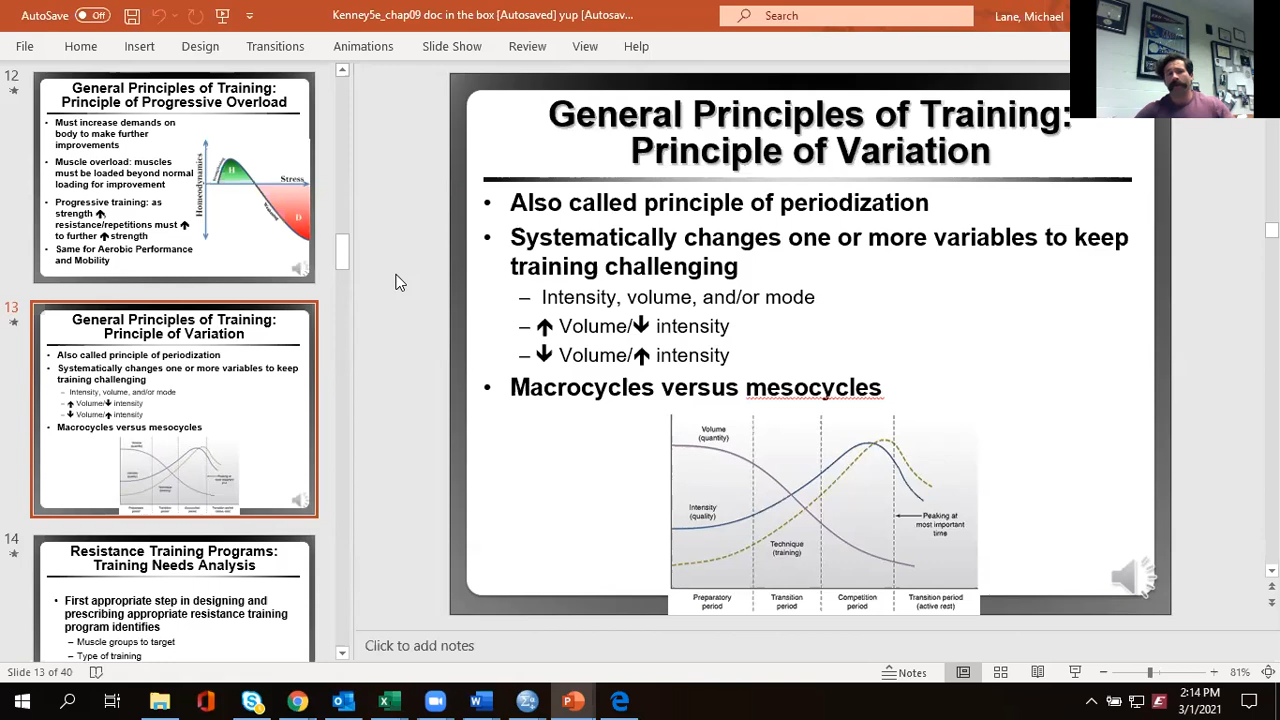 AutoSave Off
Kenney5e_chap09 doc in the box [Autosaved] yup [Autosav...
Search
Lane, Michael
File Home Insert Design Transitions Animations Slide Show Review View Help
12
General Principles of Training:
Principle of Progressive Overload
• Must increase demands on
body to make further
improvements
• Muscle overload: muscles
must be loaded beyond normal
loading for improvement
• Progressive training: as
strength ↑,
resistance/repetitions must ↑
to further ↑ strength
• Same for Aerobic Performance
and Mobility
Homeodynamics
H
Stress
D
13
General Principles of Training:
Principle of Variation
• Also called principle of periodization
• Systematically changes one or more variables to keep
training challenging
– Intensity, volume, and/or mode
– ↑ Volume/↓ intensity
– ↓ Volume/↑ intensity
• Macrocycles versus mesocycles
14
Resistance Training Programs:
Training Needs Analysis
• First appropriate step in designing and
prescribing appropriate resistance training
program identifies
– Muscle groups to target
– Type of training
General Principles of Training:
Principle of Variation
• Also called principle of periodization
• Systematically changes one or more variables to keep
training challenging
– Intensity, volume, and/or mode
– ↑ Volume/↓ intensity
– ↓ Volume/↑ intensity
• Macrocycles versus mesocycles
Volume
(quantity)
Intensity
(quality)
Technique
(training)
Peaking at
most important
time
Preparatory
period
Transition
period
Competition
period
Transition period
(active rest)
Click to add notes
Slide 13 of 40
Notes
81%
2:14 PM
3/1/2021